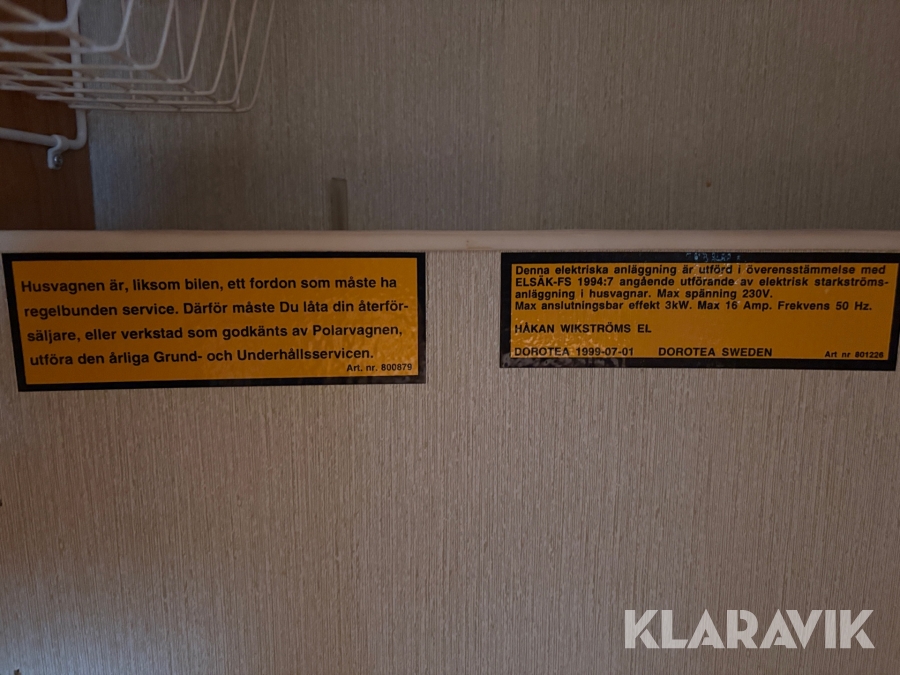 Husvagnen är, liksom bilen, ett fordon som måste ha
regelbunden service. Därför måste Du låta din återför-
säljare, eller verkstad som godkänts av Polarvagnen,
utföra den årliga Grund- och Underhållsservicen.
Art. nr. 800879
Denna elektriska anläggning är utförd i överensstämmelse med
ELSÄK-FS 1994:7 angående utförande av elektrisk starkströms-
anläggning i husvagnar. Max spänning 230V.
Max anslutningsbar effekt 3kW. Max 16 Amp. Frekvens 50 Hz.
HÅKAN WIKSTRÖMS EL
DOROTEA 1999-07-01 DOROTEA SWEDEN
Art nr 801226
KLARAVIK